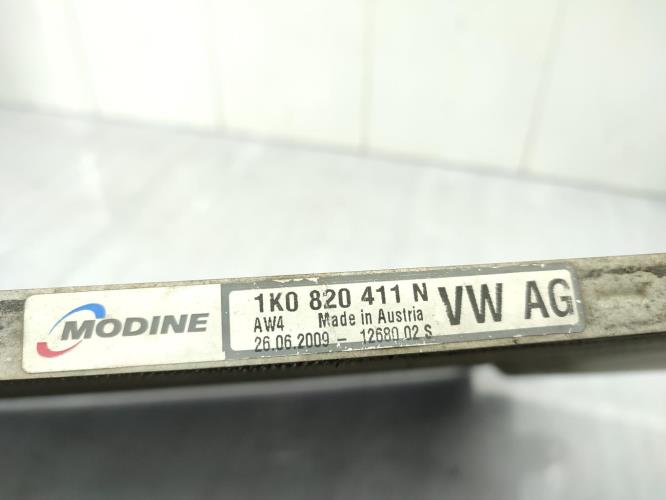 MODINE
1K0 820 411 N
AW4 Made in Austria
26.06.2009 - 12680 02 S
VW AG